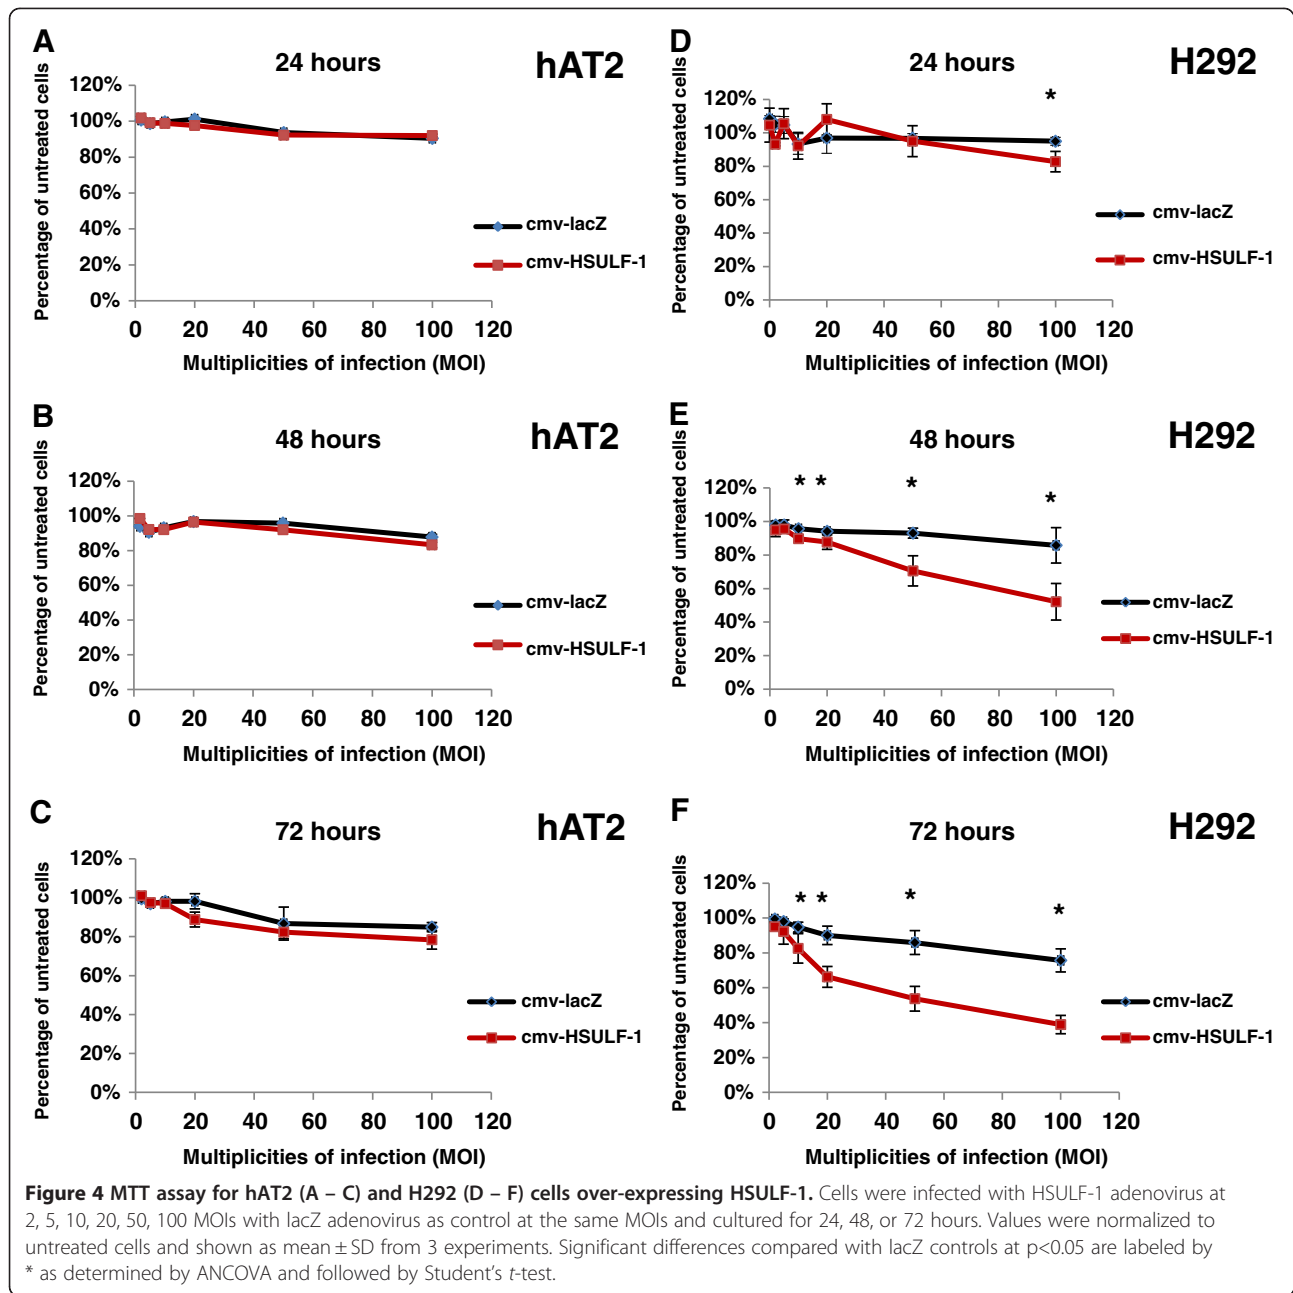 A
24 hours
hAT2
Percentage of untreated cells
120%
100%
80%
60%
40%
20%
0%
0 20 40 60 80 100 120
Multiplicities of infection (MOI)
cmv-lacZ
cmv-HSULF-1
D
24 hours
H292
*
Percentage of untreated cells
120%
100%
80%
60%
40%
20%
0%
0 20 40 60 80 100 120
Multiplicities of infection (MOI)
cmv-lacZ
cmv-HSULF-1
B
48 hours
hAT2
Percentage of untreated cells
120%
100%
80%
60%
40%
20%
0%
0 20 40 60 80 100 120
Multiplicities of infection (MOI)
cmv-lacZ
cmv-HSULF-1
E
48 hours
H292
* * * *
Percentage of untreated cells
120%
100%
80%
60%
40%
20%
0%
0 20 40 60 80 100 120
Multiplicities of infection (MOI)
cmv-lacZ
cmv-HSULF-1
C
72 hours
hAT2
Percentage of untreated cells
120%
100%
80%
60%
40%
20%
0%
0 20 40 60 80 100 120
Multiplicities of infection (MOI)
cmv-lacZ
cmv-HSULF-1
F
72 hours
H292
* * * *
Percentage of untreated cells
120%
100%
80%
60%
40%
20%
0%
0 20 40 60 80 100 120
Multiplicities of infection (MOI)
cmv-lacZ
cmv-HSULF-1
Figure 4 MTT assay for hAT2 (A – C) and H292 (D – F) cells over-expressing HSULF-1. Cells were infected with HSULF-1 adenovirus at
2, 5, 10, 20, 50, 100 MOIs with lacZ adenovirus as control at the same MOIs and cultured for 24, 48, or 72 hours. Values were normalized to
untreated cells and shown as mean ± SD from 3 experiments. Significant differences compared with lacZ controls at p<0.05 are labeled by
* as determined by ANCOVA and followed by Student's t-test.